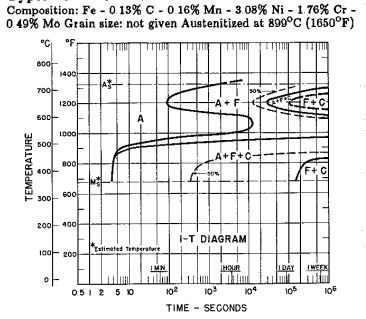 Composition: Fe - 0.13% C - 0.16% Mn - 3.08% Ni - 1.76% Cr -
0.49% Mo Grain size: not given Austenitized at 899°C (1650°F)
°C °F
800
1400
As*
700
A+F
50%
A+F+C
F+C
1200
600
A
1000
500
A+F+C
400
800
50%
F+C
Ms*
300
600
400
200
*Estimated Temperature
I-T DIAGRAM
100
200
1 MIN. 1 HOUR 1 DAY 1 WEEK
0
0.5 1 2 5 10 10² 10³ 10⁴ 10⁵ 10⁶
TEMPERATURE
TIME - SECONDS